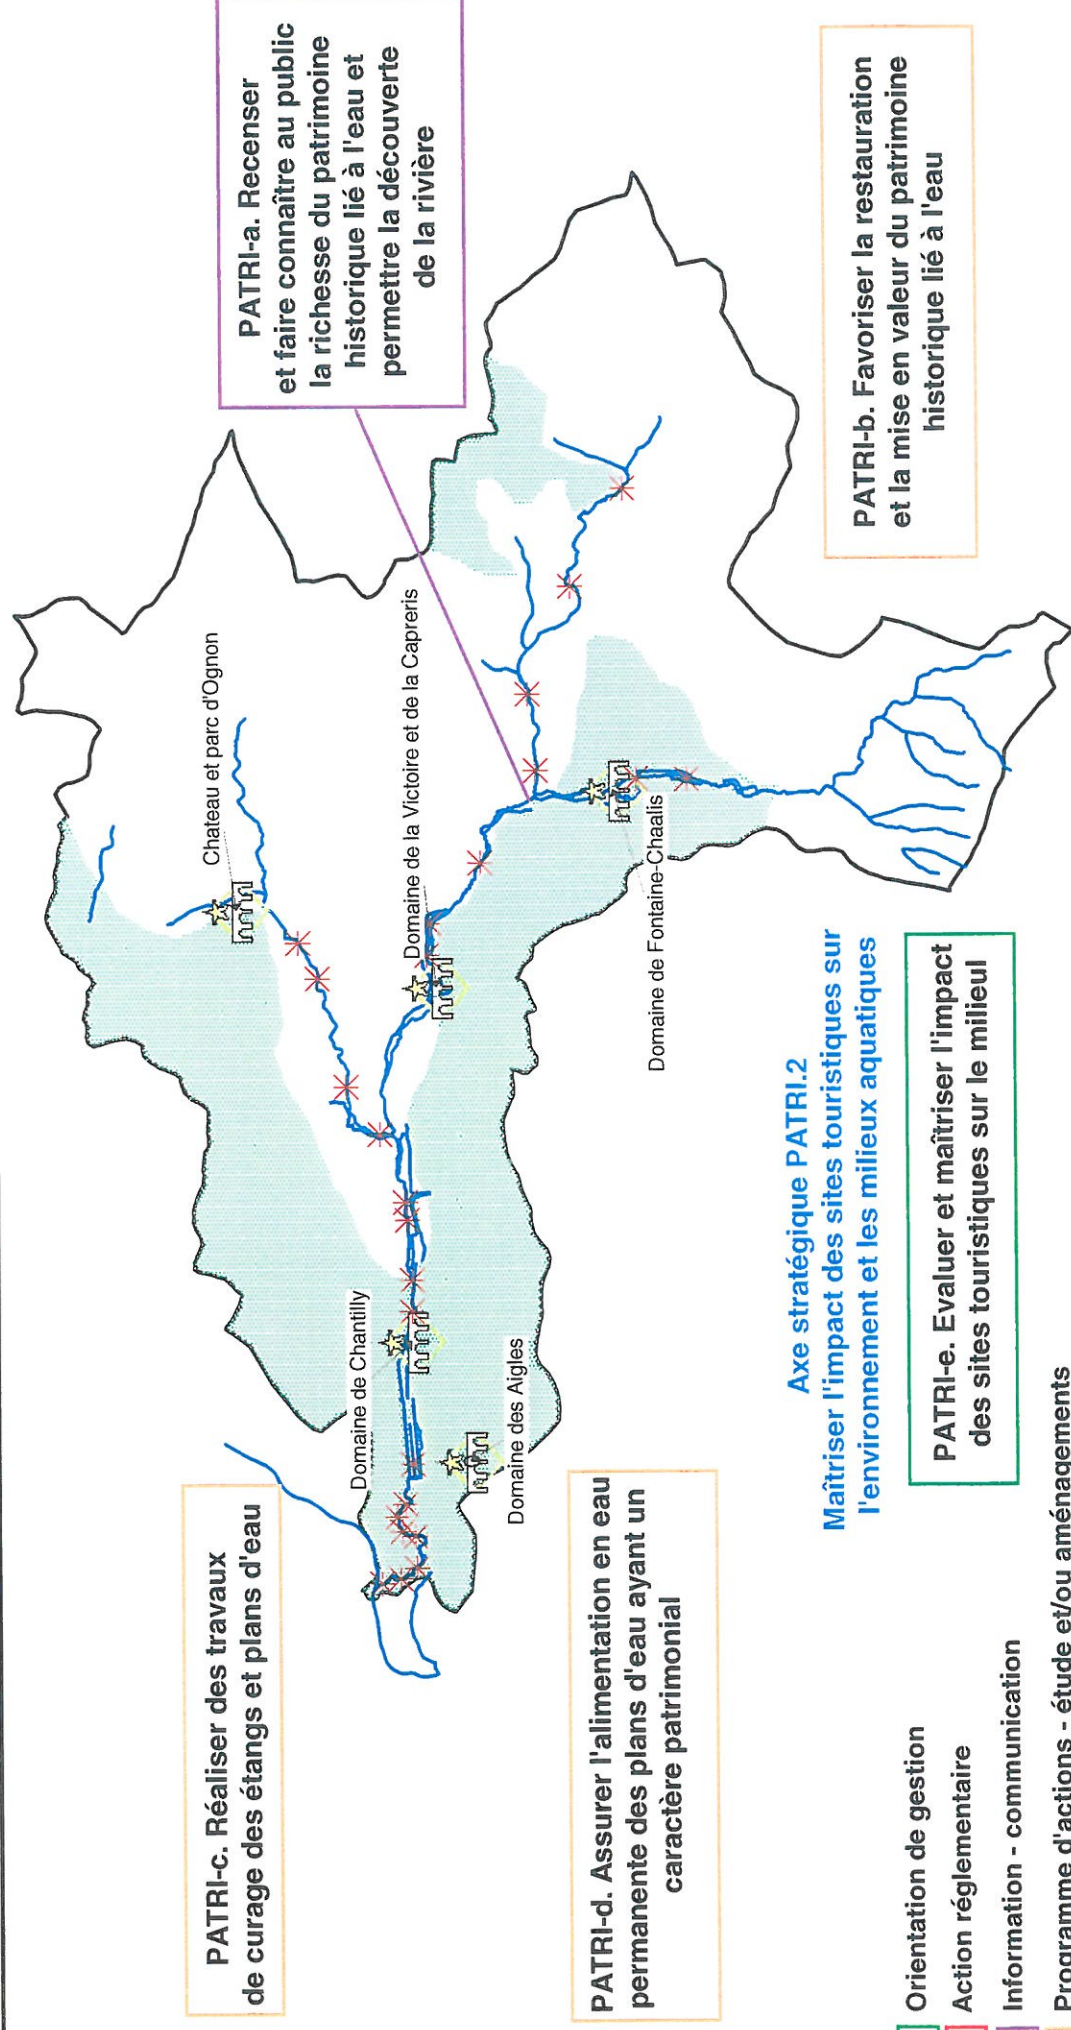 PATRI-a. Recenser
et faire connaître au public
la richesse du patrimoine
historique lié à l'eau et
permettre la découverte
de la rivière
PATRI-c. Réaliser des travaux
de curage des étangs et plans d'eau
Chateau et parc d'Ognon
Domaine de Chantilly
Domaine de la Victoire et de la Capreris
Domaine des Aigles
Domaine de Fontaine-Chaalis
PATRI-d. Assurer l'alimentation en eau
permanente des plans d'eau ayant un
caractère patrimonial
Axe stratégique PATRI.2
Maîtriser l'impact des sites touristiques sur
l'environnement et les milieux aquatiques
PATRI-b. Favoriser la restauration
et la mise en valeur du patrimoine
historique lié à l'eau
PATRI-e. Evaluer et maîtriser l'impact
des sites touristiques sur le milieul
Orientation de gestion
Action réglementaire
Information - communication
Programme d'actions - étude et/ou aménagements